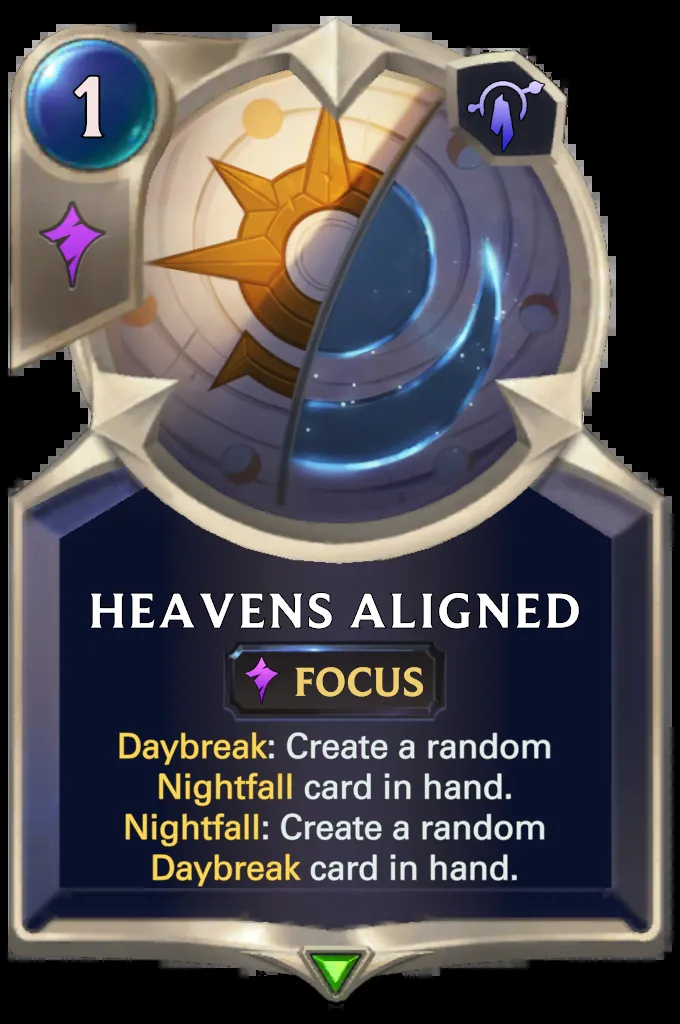 1
HEAVENS ALIGNED
FOCUS
Daybreak: Create a random
Nightfall card in hand.
Nightfall: Create a random
Daybreak card in hand.